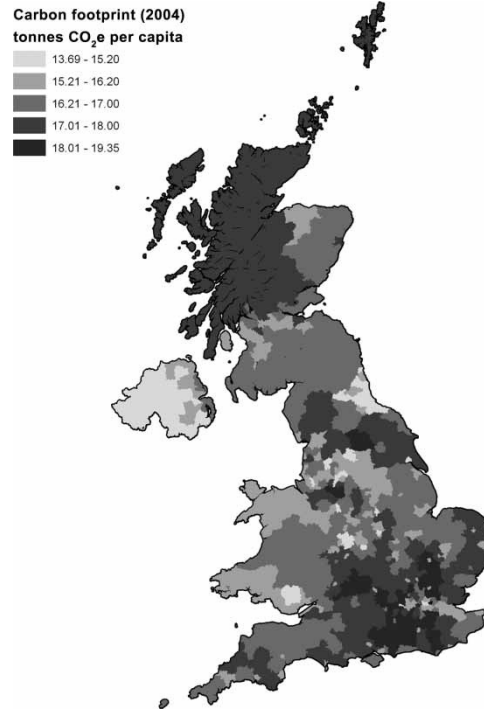 Carbon footprint (2004)
tonnes CO₂e per capita
13.69 - 15.20
15.21 - 16.20
16.21 - 17.00
17.01 - 18.00
18.01 - 19.35